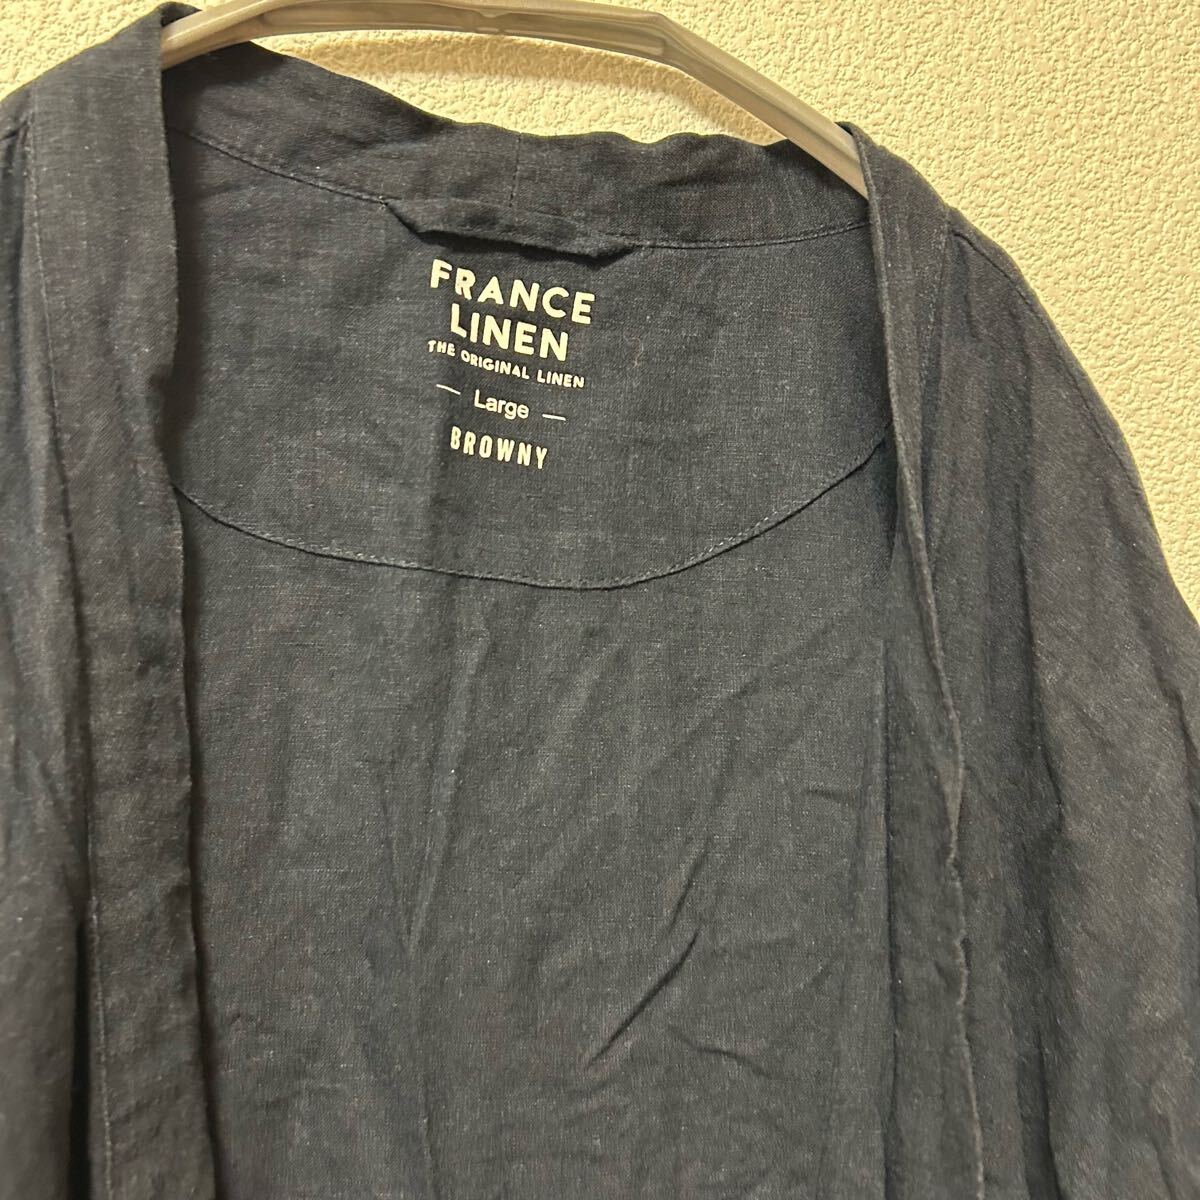 FRANCE
LINEN
THE ORIGINAL LINEN
— Large —
BROWNY